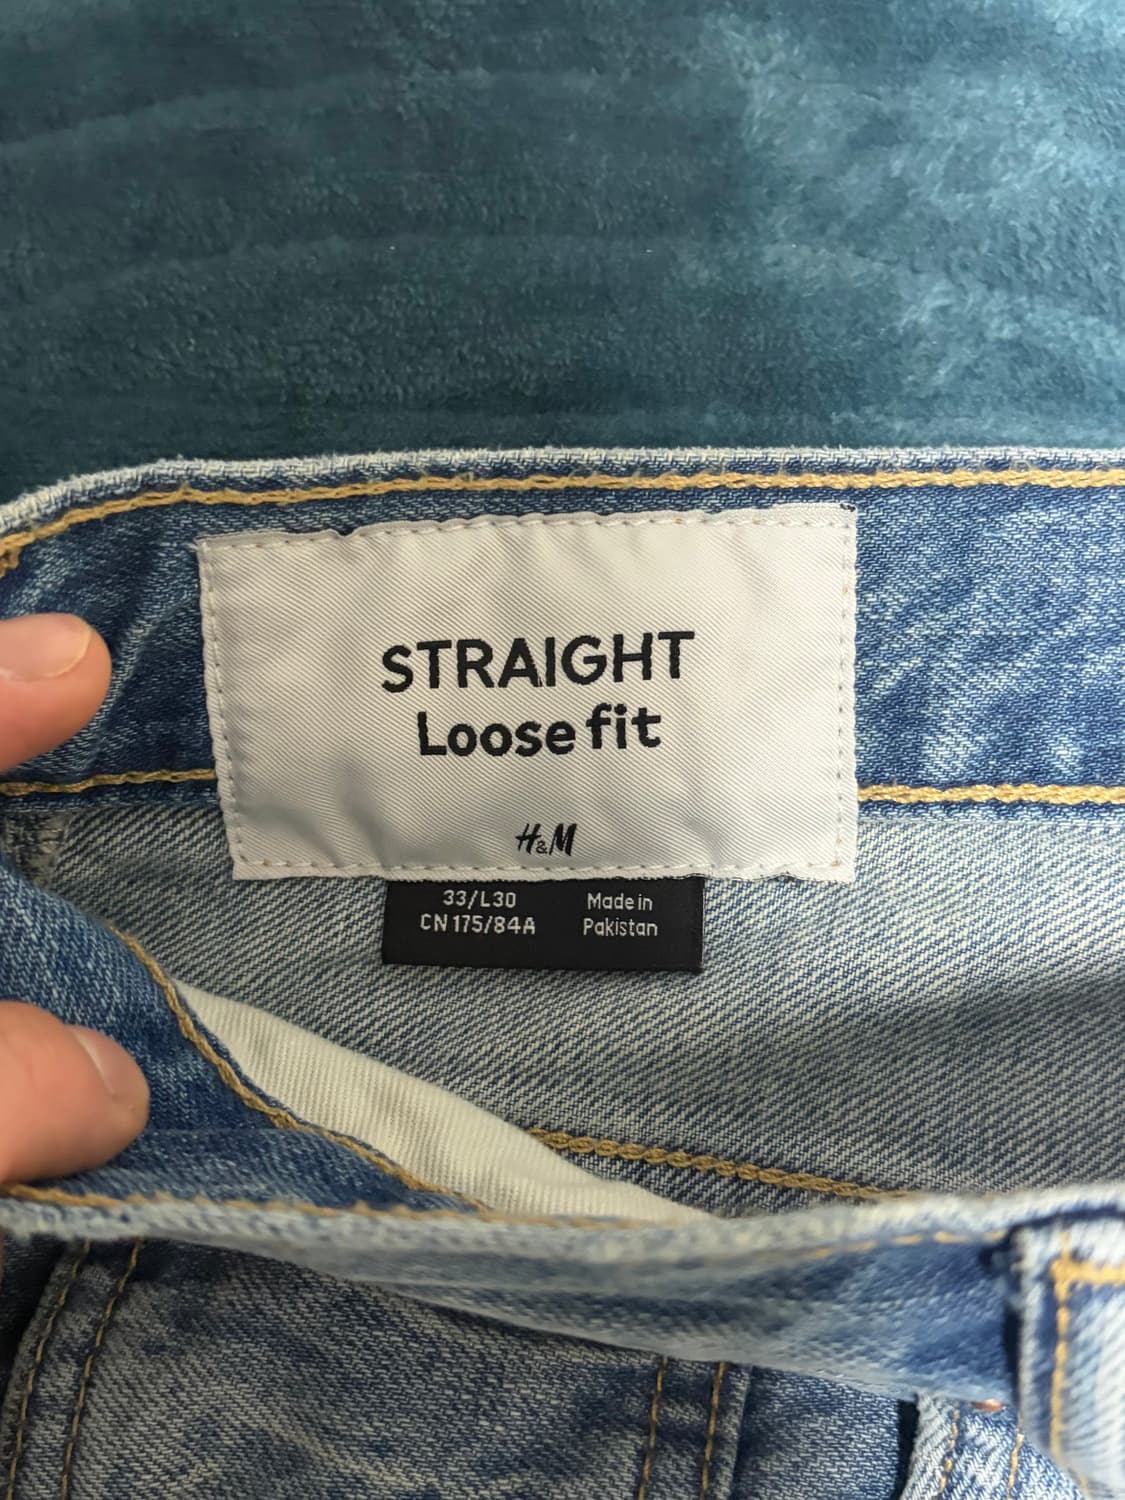 STRAIGHT
Loose fit
H&M
33/L30
CN 175/84A
Made in
Pakistan